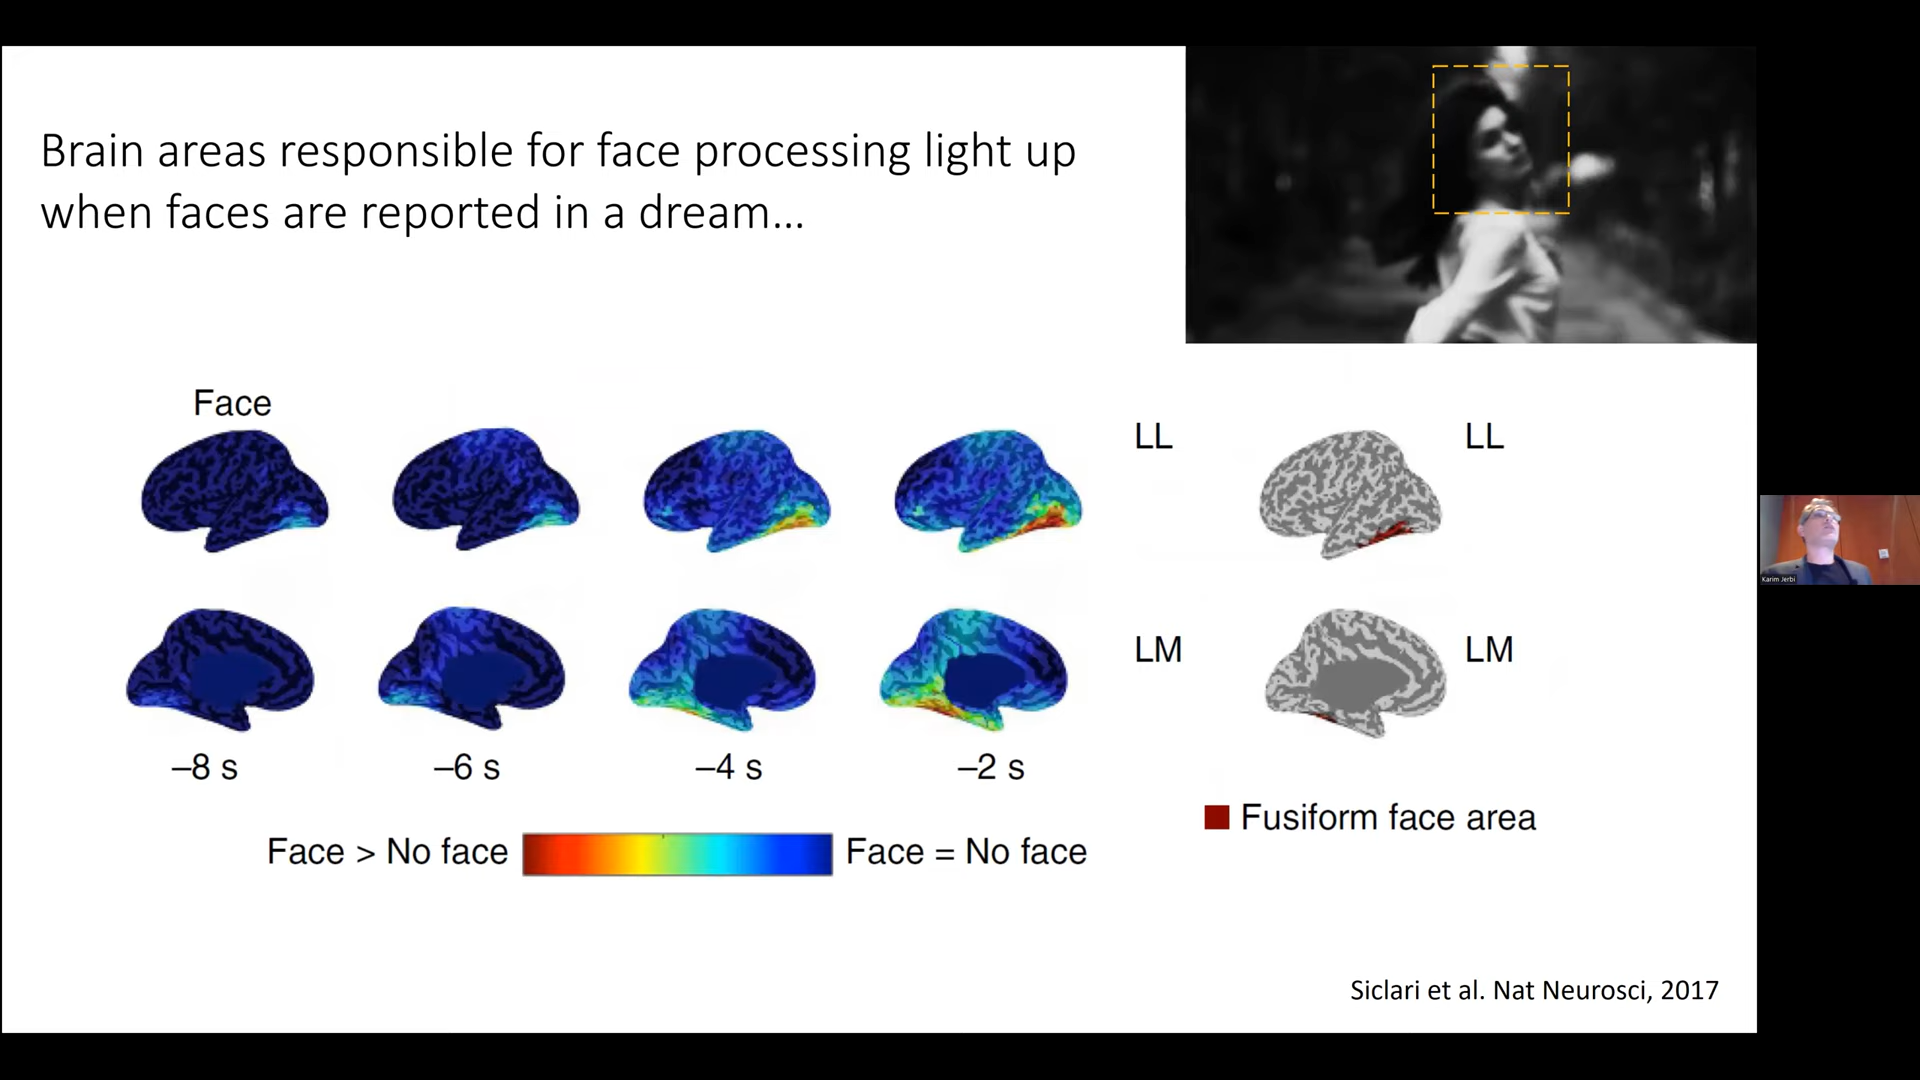 Brain areas responsible for face processing light up
when faces are reported in a dream...
Face
LL
LL
LM
LM
–8 s
–6 s
–4 s
–2 s
Face > No face
Face = No face
Fusiform face area
Siclari et al. Nat Neurosci, 2017
Karim Jerbi